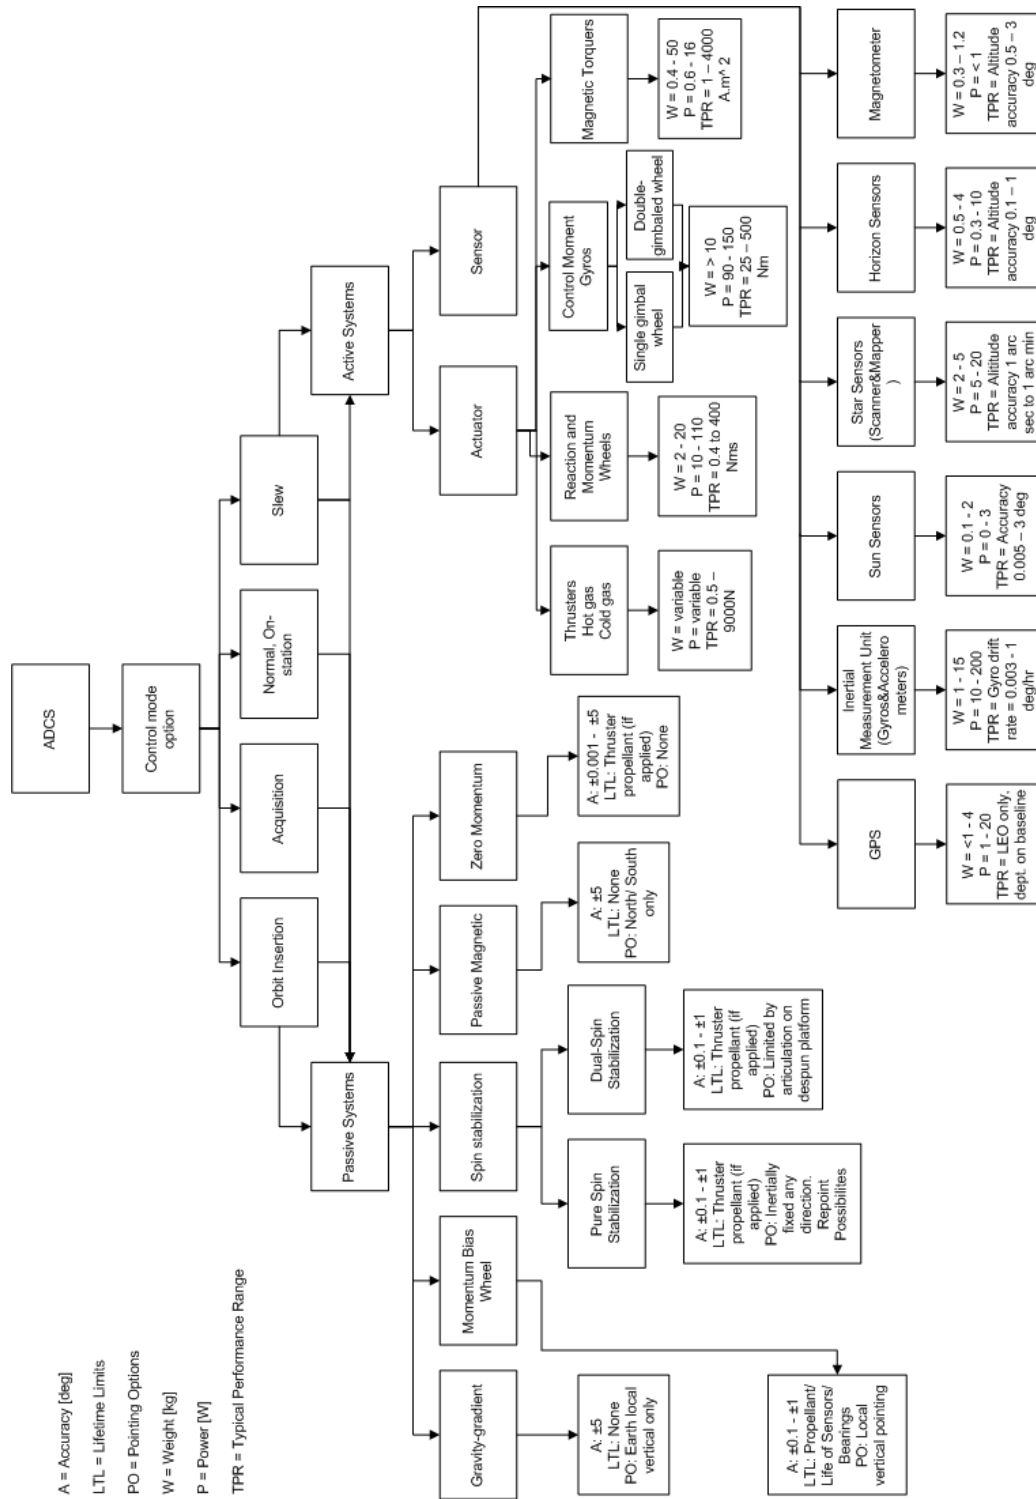 A = Accuracy [deg]
LTL = Lifetime Limits
PO = Pointing Options
W = Weight [kg]
P = Power [W]
TPR = Typical Performance Range
ADCS
Control mode
option
Orbit Insertion
Acquisition
Normal, On-
station
Slew
Passive Systems
Active Systems
Gravity-gradient
Momentum Bias
Wheel
Spin stabilization
Passive Magnetic
Zero Momentum
Actuator
Sensor
A: ±5
LTL: None
PO: Earth local
vertical only
Pure Spin
Stabilization
Dual-Spin
Stabilization
A: ±5
LTL: None
PO: North/ South
only
A: ±0.001 - ±5
LTL: Thruster
propellant (if
applied)
PO: None
Thrusters
Hot gas
Cold gas
Reaction and
Momentum
Wheels
Control Moment
Gyros
Magnetic Torquers
Single gimbal
wheel
Double-
gimbaled wheel
W = variable
P = variable
TPR = 0.5 –
9000N
W = 2 - 20
P = 10 - 110
TPR = 0.4 to 400
Nms
W = > 10
P = 90 - 150
TPR = 25 – 500
Nm
W = 0.4 - 50
P = 0.6 - 16
TPR = 1 – 4000
A.m^ 2
A: ±0.1 - ±1
LTL: Thruster
propellant (if
applied)
PO: Inertially
fixed any
direction.
Repoint
Possibilites
A: ±0.1 - ±1
LTL: Thruster
propellant (if
applied)
PO: Limited by
articulation on
despun platform
A: ±0.1 - ±1
LTL: Propellant/
Life of Sensors/
Bearings
PO: Local
vertical pointing
GPS
Inertial
Measurement Unit
(Gyros&Accelero
meters)
Sun Sensors
Star Sensors
(Scanner&Mapper
)
Horizon Sensors
Magnetometer
W = <1 - 4
P = 1 - 20
TPR = LEO only,
dept. on baseline
W = 1 - 15
P = 10 - 200
TPR = Gyro drift
rate = 0.003 - 1
deg/hr
W = 0.1 - 2
P = 0 - 3
TPR = Accuracy
0.005 – 3 deg
W = 2 - 5
P = 5 - 20
TPR = Alititude
accuracy 1 arc
sec to 1 arc min
W = 0.5 - 4
P = 0.3 - 10
TPR = Altitude
accuracy 0.1 – 1
deg
W = 0.3 – 1.2
P = < 1
TPR = Altitude
accuracy 0.5 – 3
deg